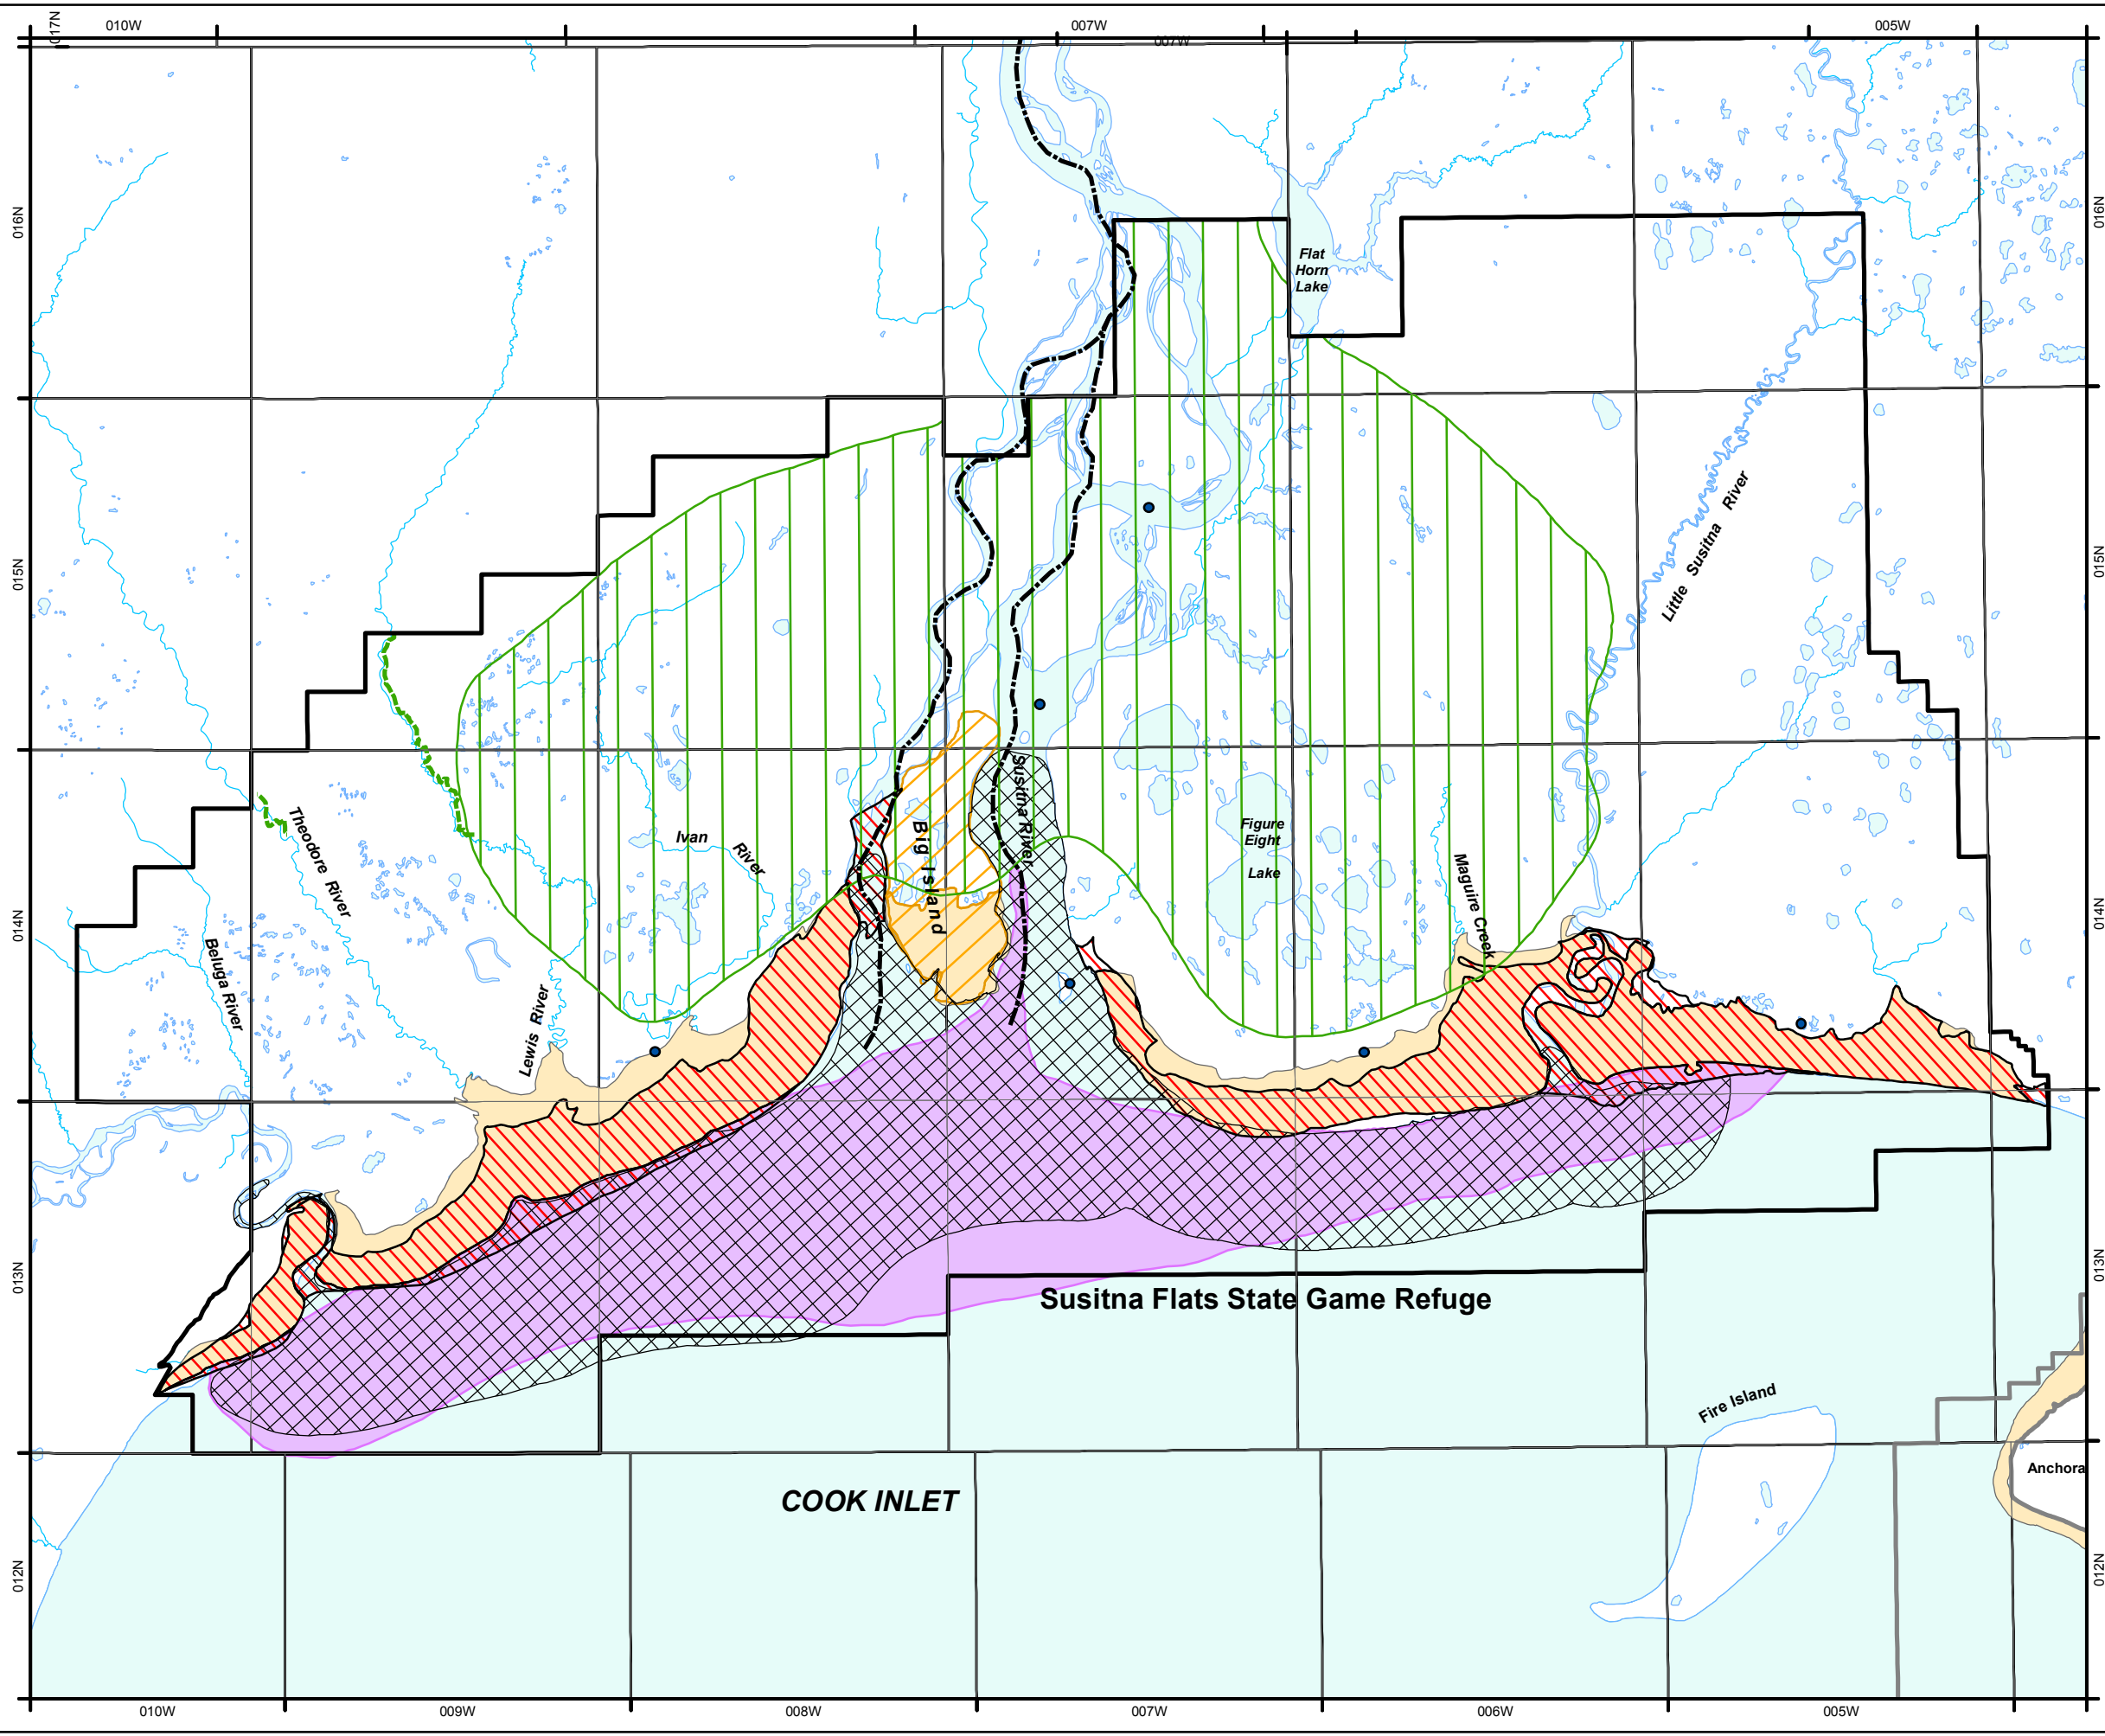 017N
010W
007W
007W
005W
016N
016N
Flat
Horn
Lake
Little Susitna River
015N
015N
Susitna River
Big Island
Ivan River
Figure
Eight
Lake
Maguire Creek
Theodore River
Beluga River
Lewis River
014N
014N
013N
013N
Susitna Flats State Game Refuge
Fire Island
Anchora
COOK INLET
012N
012N
010W
009W
008W
007W
006W
005W